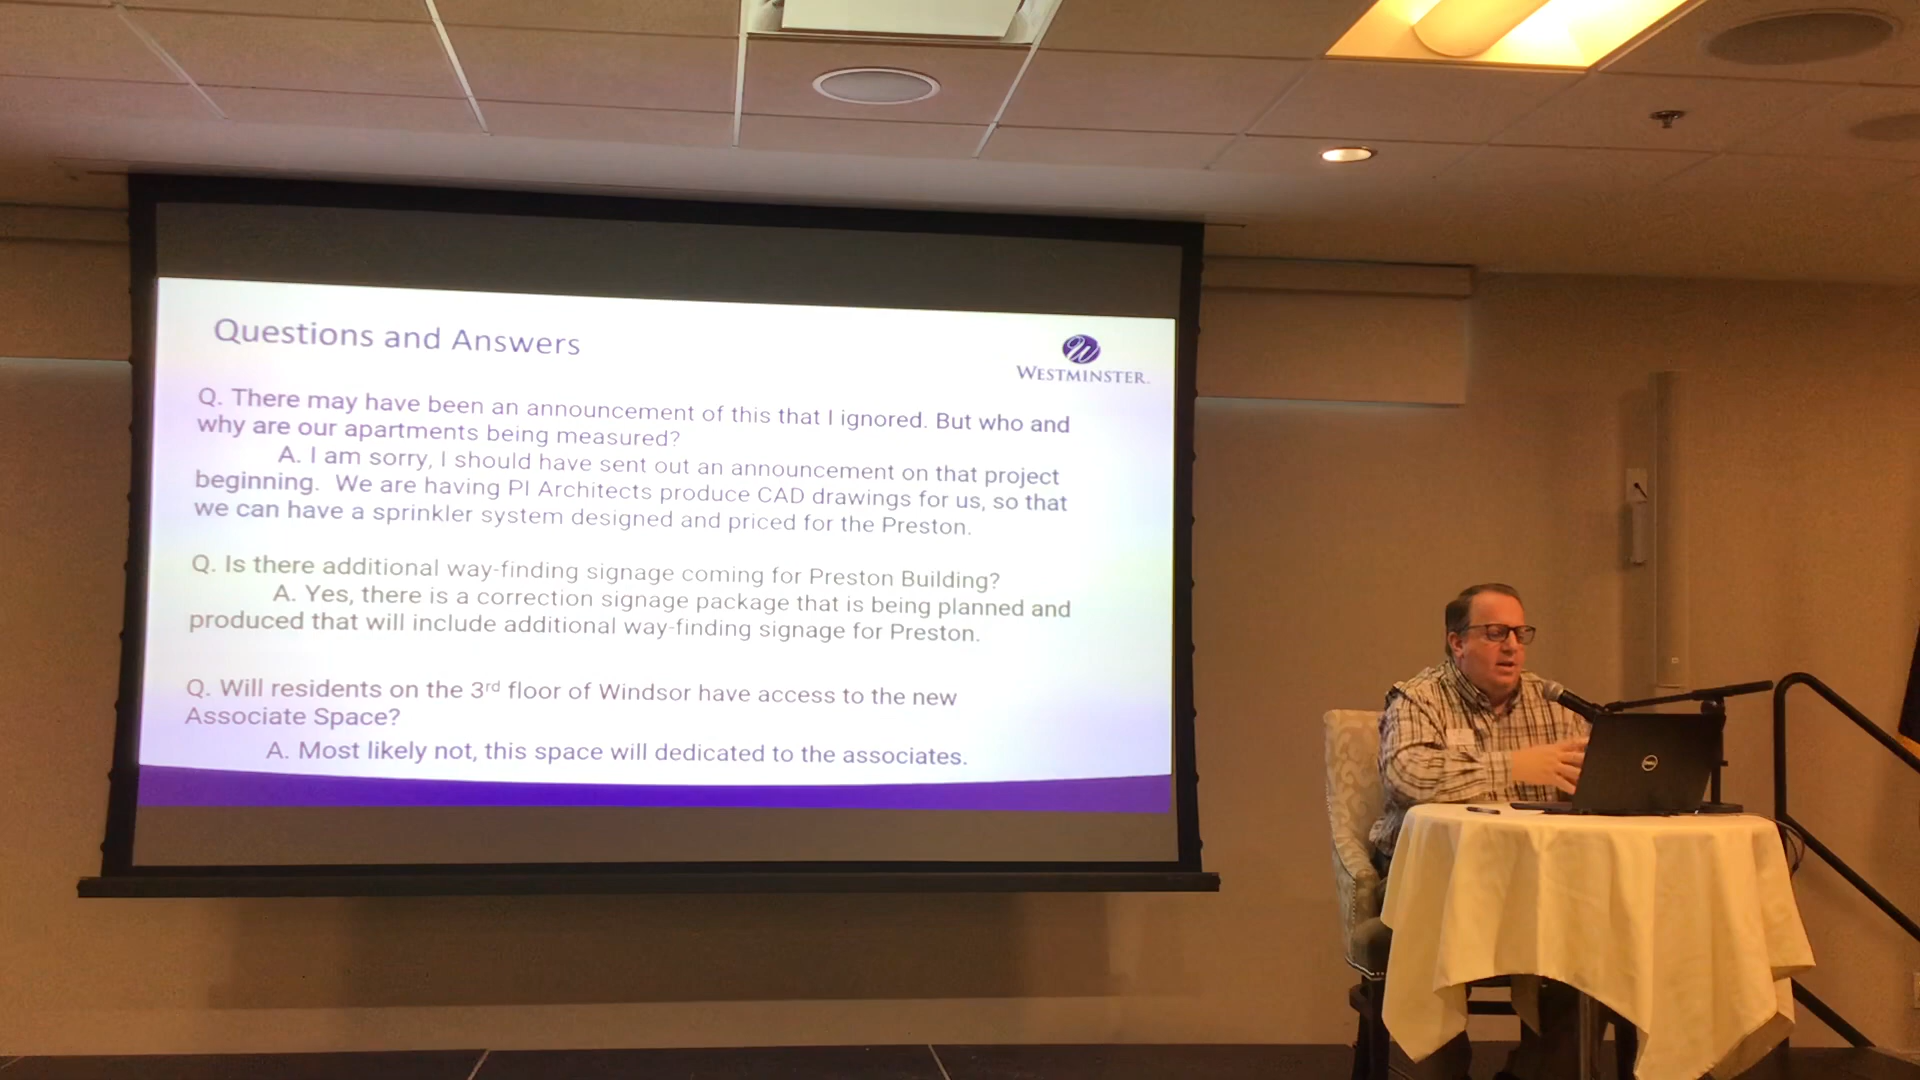 Questions and Answers
W
WESTMINSTER.
Q. There may have been an announcement of this that I ignored. But who and
why are our apartments being measured?
A. I am sorry, I should have sent out an announcement on that project
beginning. We are having PI Architects produce CAD drawings for us, so that
we can have a sprinkler system designed and priced for the Preston.
Q. Is there additional way-finding signage coming for Preston Building?
A. Yes, there is a correction signage package that is being planned and
produced that will include additional way-finding signage for Preston.
Q. Will residents on the 3rd floor of Windsor have access to the new
Associate Space?
A. Most likely not, this space will dedicated to the associates.
DELL